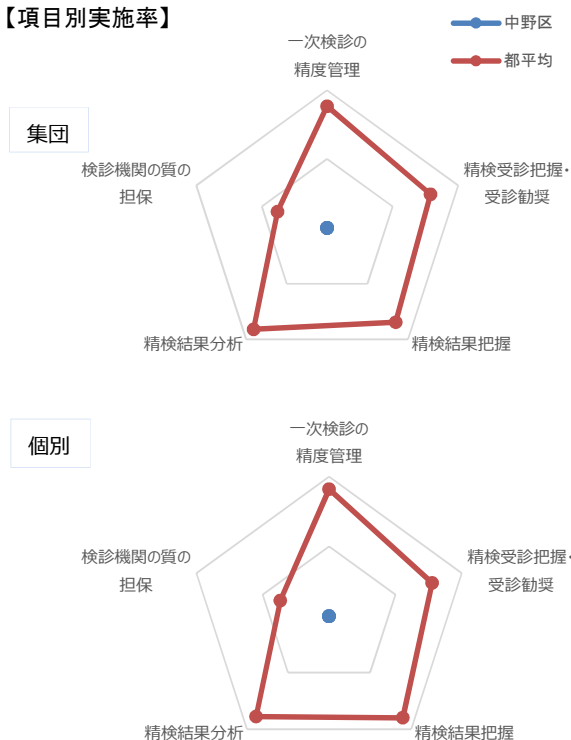 【項目別実施率】
中野区
都平均
集団
一次検診の
精度管理
精検受診把握・
受診勧奨
精検結果把握
精検結果分析
検診機関の質の
担保
個別
一次検診の
精度管理
精検受診把握・
受診勧奨
精検結果把握
精検結果分析
検診機関の質の
担保